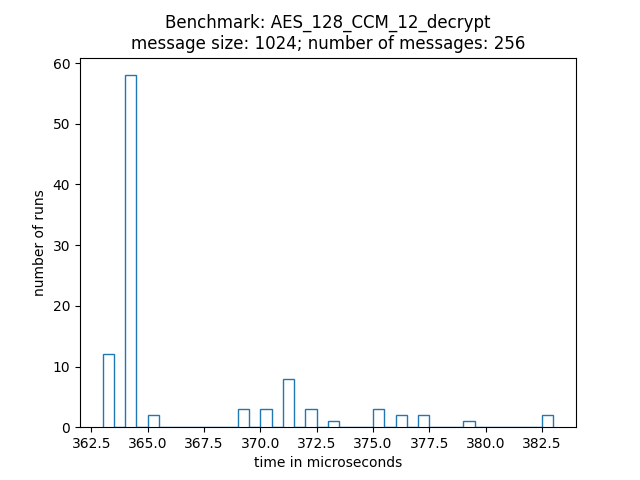 Benchmark: AES_128_CCM_12_decrypt
message size: 1024; number of messages: 256
60
50
40
30
20
10
0
number of runs
362.5 365.0 367.5 370.0 372.5 375.0 377.5 380.0 382.5
time in microseconds